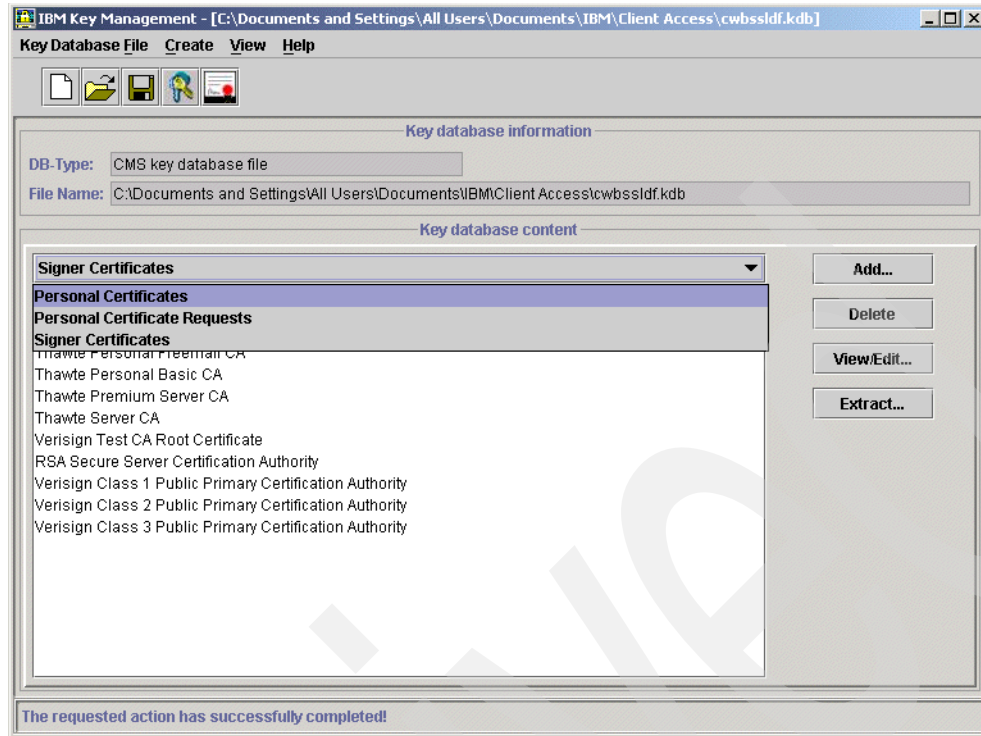 IBM Key Management - [C:\Documents and Settings\All Users\Documents\IBM\Client Access\cwbssldf.kdb]
Key Database File Create View Help
Key database information
DB-Type: CMS key database file
File Name: C:\Documents and Settings\All Users\Documents\IBM\Client Access\cwbssldf.kdb
Key database content
Signer Certificates
Add...
Personal Certificates
Personal Certificate Requests
Delete
Signer Certificates
Thawte Personal Freemail CA
View/Edit...
Thawte Personal Basic CA
Thawte Premium Server CA
Extract...
Thawte Server CA
Verisign Test CA Root Certificate
RSA Secure Server Certification Authority
Verisign Class 1 Public Primary Certification Authority
Verisign Class 2 Public Primary Certification Authority
Verisign Class 3 Public Primary Certification Authority
The requested action has successfully completed!